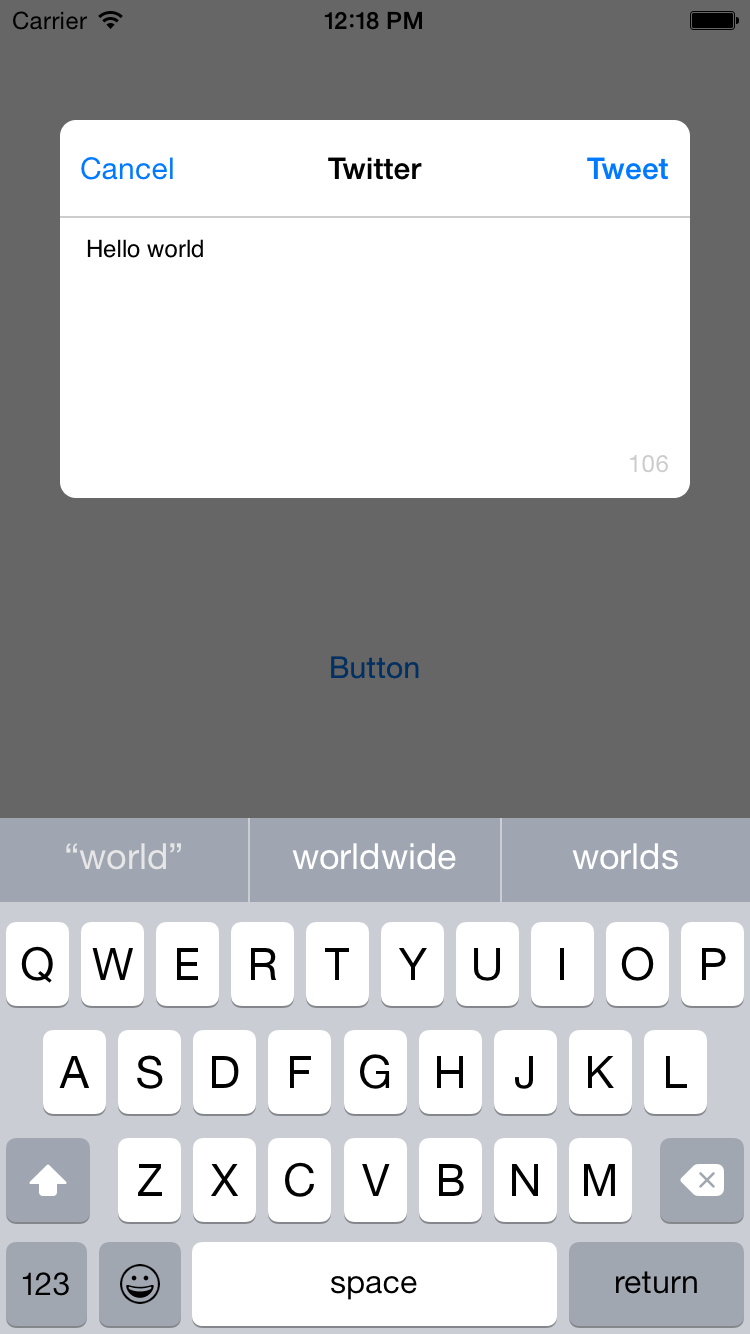 Carrier 12:18 PM
Cancel Twitter Tweet
Hello world
106
Button
“world” worldwide worlds
Q W E R T Y U I O P
A S D F G H J K L
Z X C V B N M
123 space return